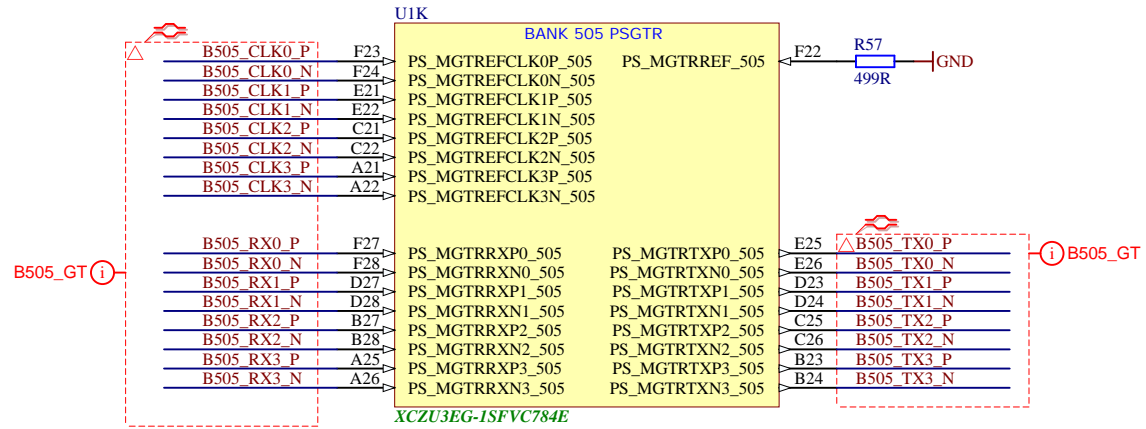 U1K
BANK 505 PSGTR
B505_CLK0_P F23 PS_MGTREFCLK0P_505 PS_MGTRREF_505 F22 R57 GND
499R
B505_CLK0_N F24 PS_MGTREFCLK0N_505
B505_CLK1_P E21 PS_MGTREFCLK1P_505
B505_CLK1_N E22 PS_MGTREFCLK1N_505
B505_CLK2_P C21 PS_MGTREFCLK2P_505
B505_CLK2_N C22 PS_MGTREFCLK2N_505
B505_CLK3_P A21 PS_MGTREFCLK3P_505
B505_CLK3_N A22 PS_MGTREFCLK3N_505
B505_RX0_P F27 PS_MGTRRXP0_505 PS_MGTRTXP0_505 E25 B505_TX0_P
B505_GT i B505_RX0_N F28 PS_MGTRRXN0_505 PS_MGTRTXN0_505 E26 B505_TX0_N i B505_GT
B505_RX1_P D27 PS_MGTRRXP1_505 PS_MGTRTXP1_505 D23 B505_TX1_P
B505_RX1_N D28 PS_MGTRRXN1_505 PS_MGTRTXN1_505 D24 B505_TX1_N
B505_RX2_P B27 PS_MGTRRXP2_505 PS_MGTRTXP2_505 C25 B505_TX2_P
B505_RX2_N B28 PS_MGTRRXN2_505 PS_MGTRTXN2_505 C26 B505_TX2_N
B505_RX3_P A25 PS_MGTRRXP3_505 PS_MGTRTXP3_505 B23 B505_TX3_P
B505_RX3_N A26 PS_MGTRRXN3_505 PS_MGTRTXN3_505 B24 B505_TX3_N
XCZU3EG-1SFVC784E